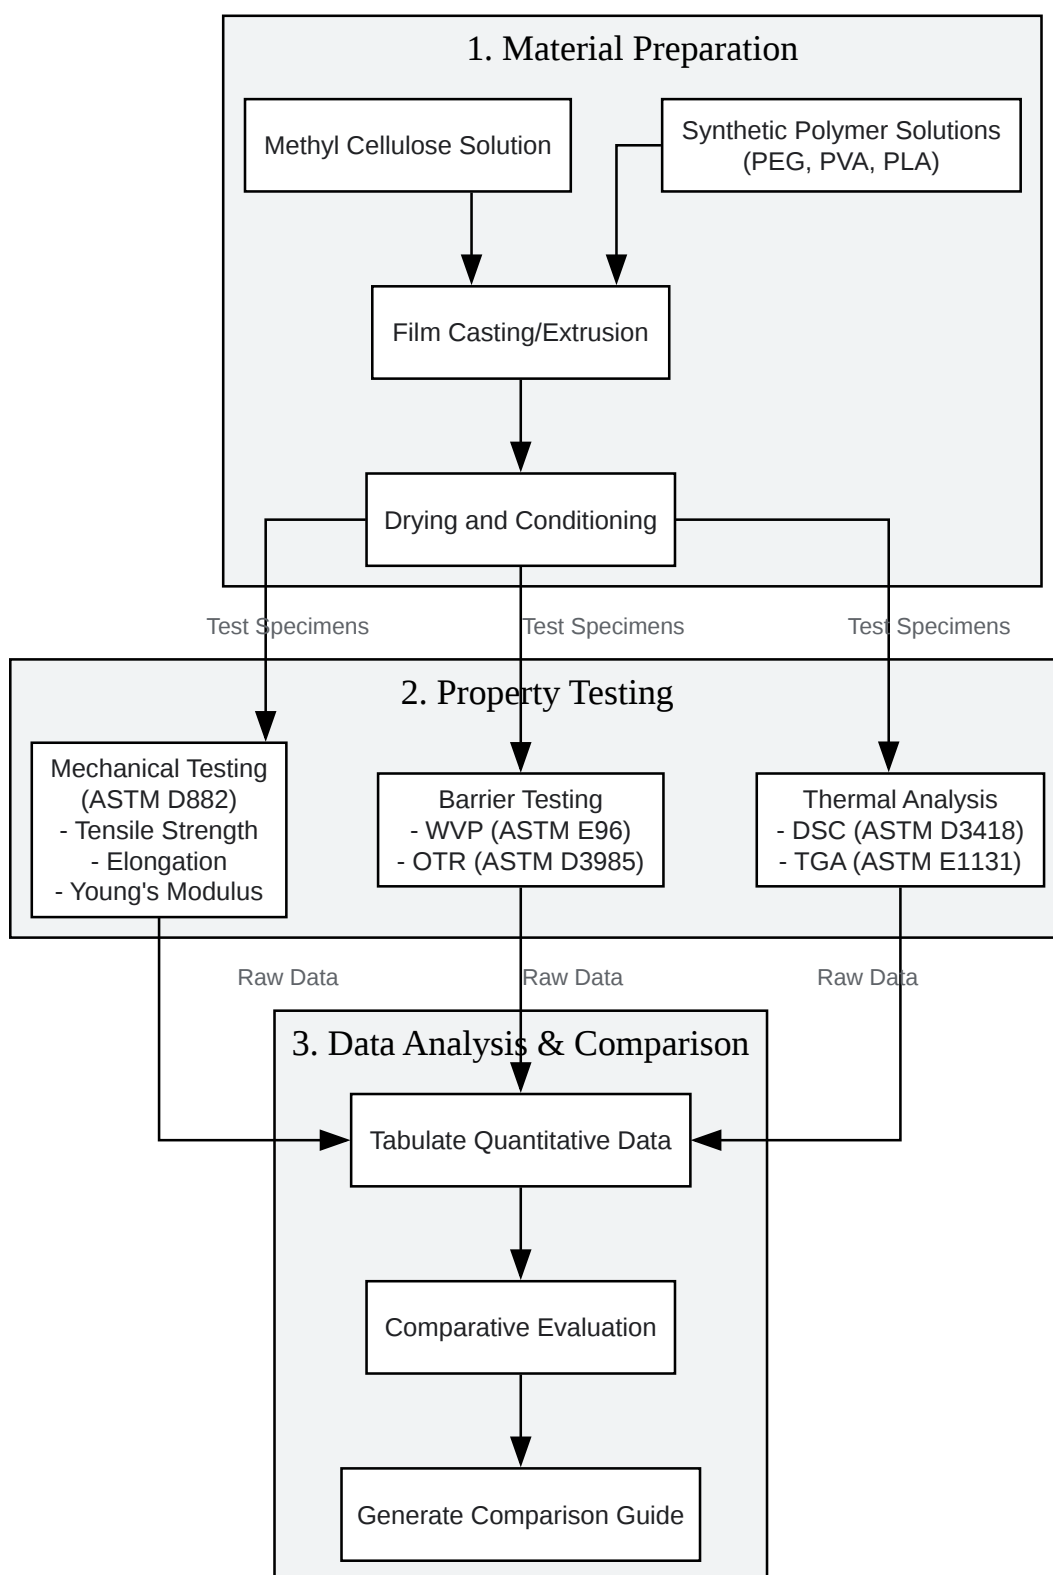 1. Material Preparation
Methyl Cellulose Solution
Synthetic Polymer Solutions
(PEG, PVA, PLA)
Film Casting/Extrusion
Drying and Conditioning
Test Specimens
Test Specimens
Test Specimens
2. Property Testing
Mechanical Testing
(ASTM D882)
- Tensile Strength
- Elongation
- Young's Modulus
Barrier Testing
- WVP (ASTM E96)
- OTR (ASTM D3985)
Thermal Analysis
- DSC (ASTM D3418)
- TGA (ASTM E1131)
Raw Data
Raw Data
Raw Data
3. Data Analysis & Comparison
Tabulate Quantitative Data
Comparative Evaluation
Generate Comparison Guide